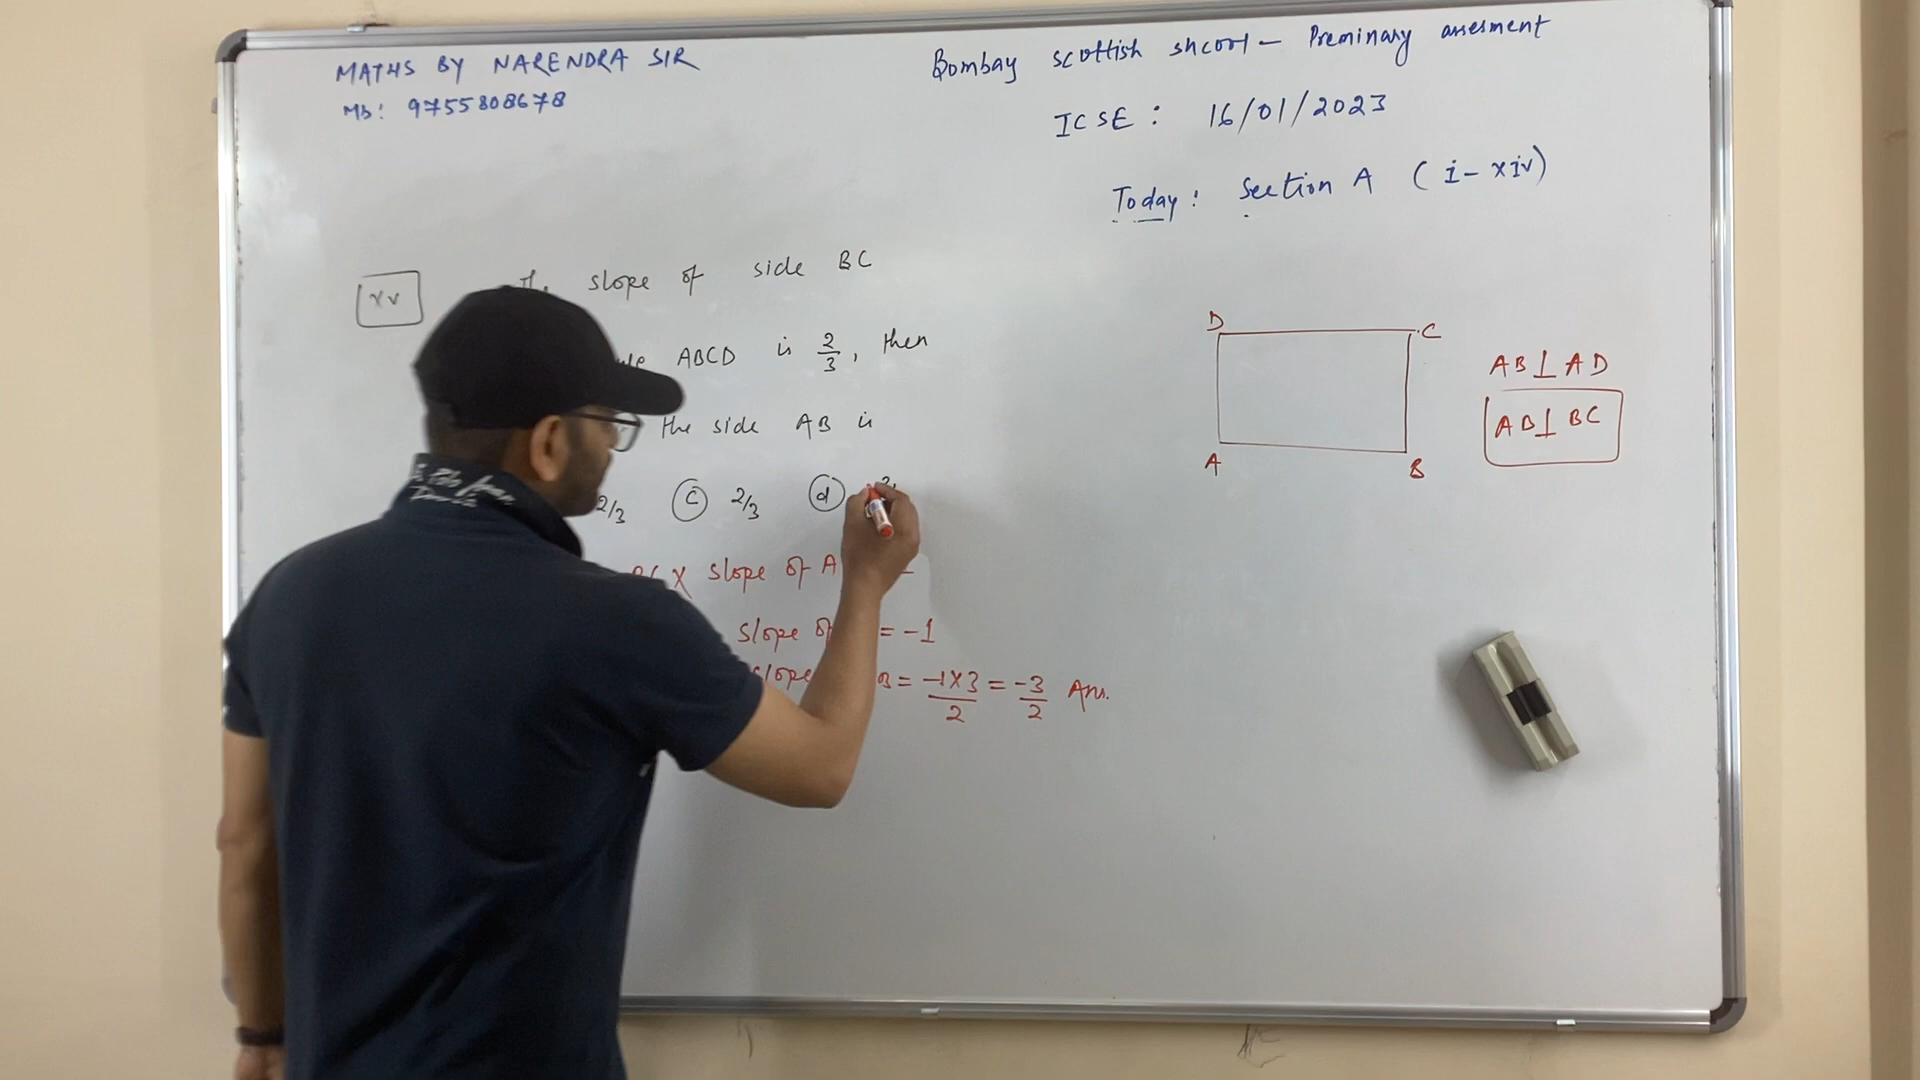 MATHS BY NARENDRA SIR
Mb: 9755808678
Bombay scottish shcool - Preminary assesment
ICSE : 16/01/2023
Today : Section A ( i - xiv)
xv
slope of side BC
ABCD is 2/3, then
the side AB is
2/3 (c) 2/3 (d)
BC X slope of A
slope of = -1
slope B = -1X3/2 = -3/2 Ans.
D C
A B
AB⊥AD
AB⊥BC